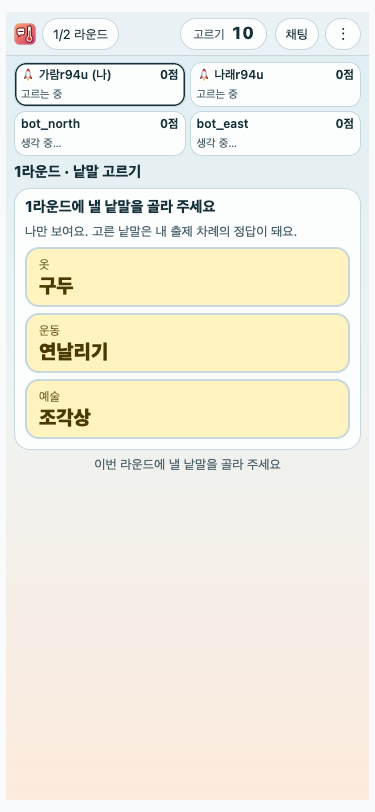 1/2 라운드
고르기 10
채팅
⋮
가람r94u (나) 0점
고르는 중
나래r94u 0점
고르는 중
bot_north 0점
생각 중…
bot_east 0점
생각 중…
1라운드 · 낱말 고르기
1라운드에 낼 낱말을 골라 주세요
나만 보여요. 고른 낱말은 내 출제 차례의 정답이 돼요.
옷
구두
운동
연날리기
예술
조각상
이번 라운드에 낼 낱말을 골라 주세요